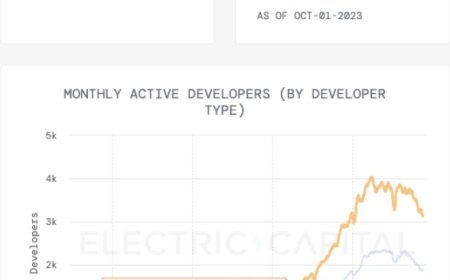 AS OF OCT-01-2023
MONTHLY ACTIVE DEVELOPERS (BY DEVELOPER
TYPE)
5k
4k
3k
2k
Developers
ELECTRIC CAPITAL